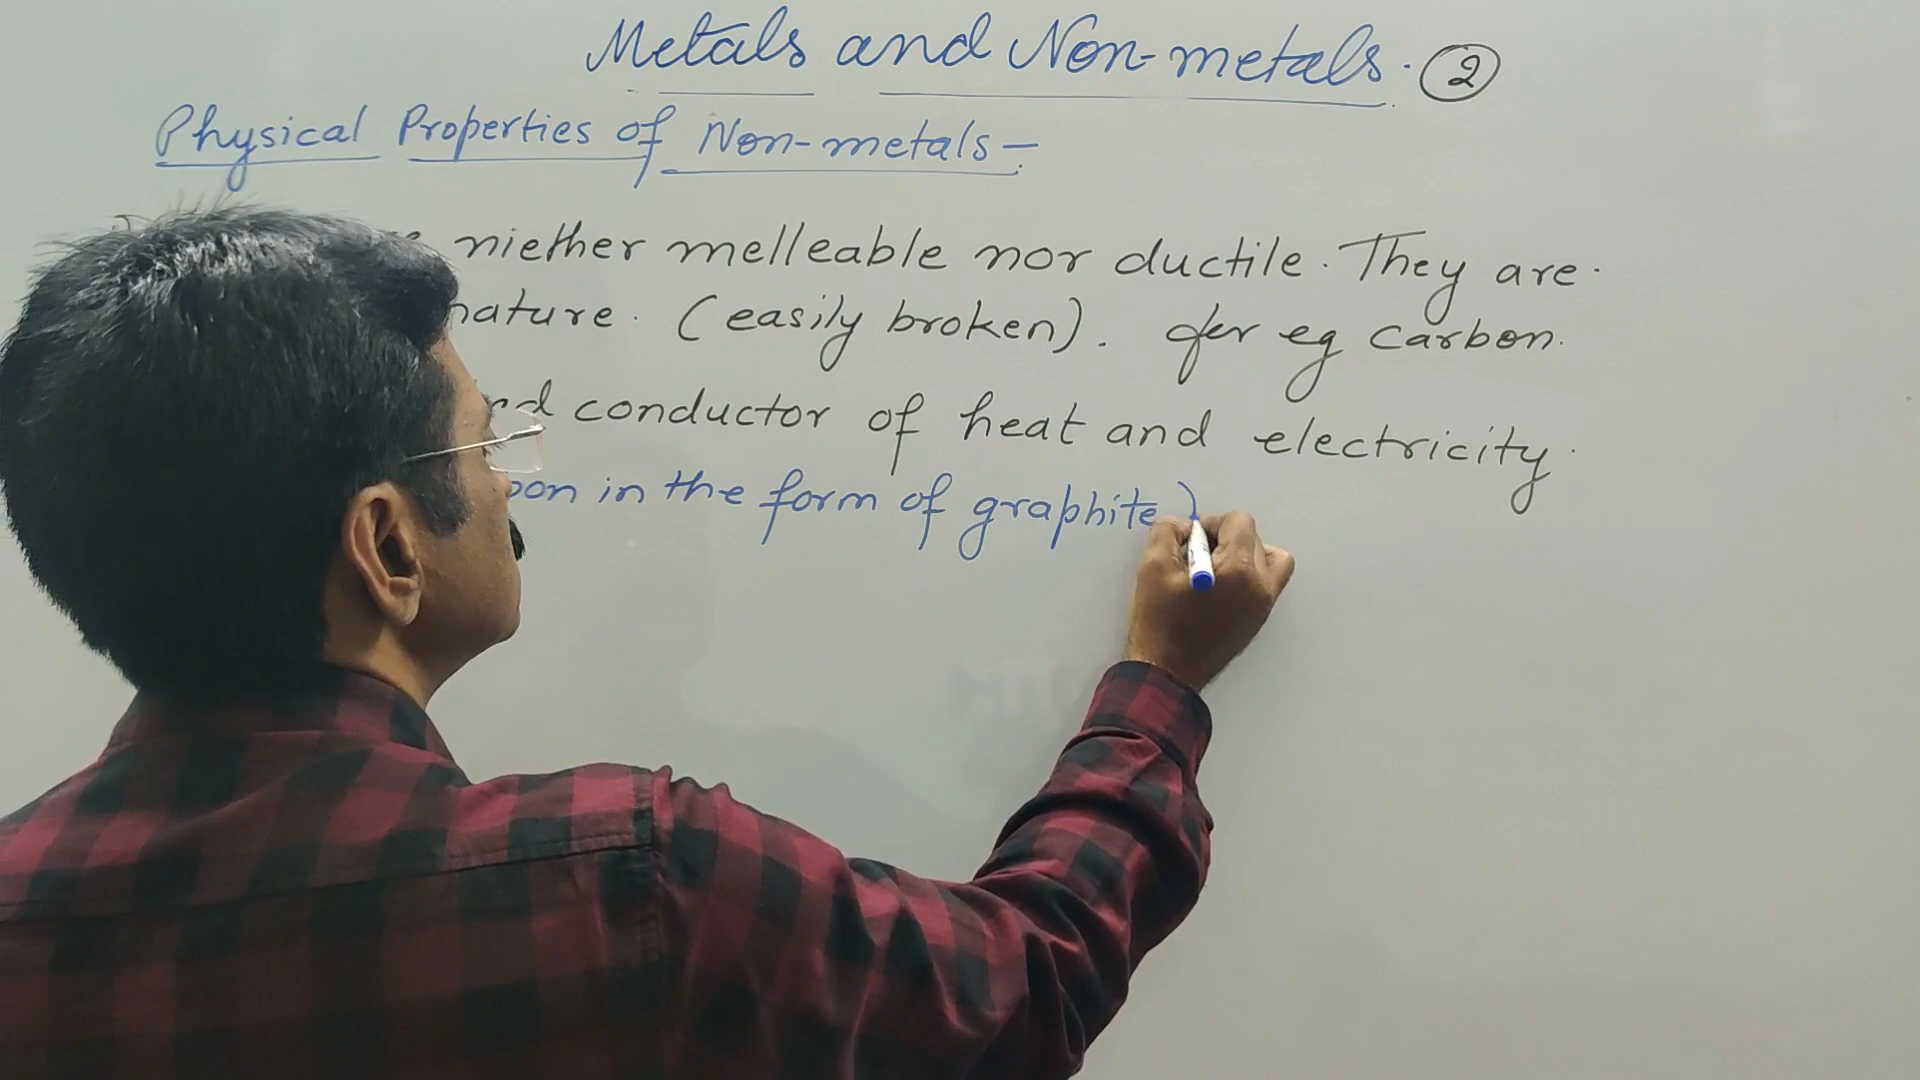 Metals and Non-metals. 2
Physical Properties of Non-metals -
niether melleable nor ductile. They are.
nature. (easily broken). for eg carbon.
conductor of heat and electricity.
in the form of graphite)